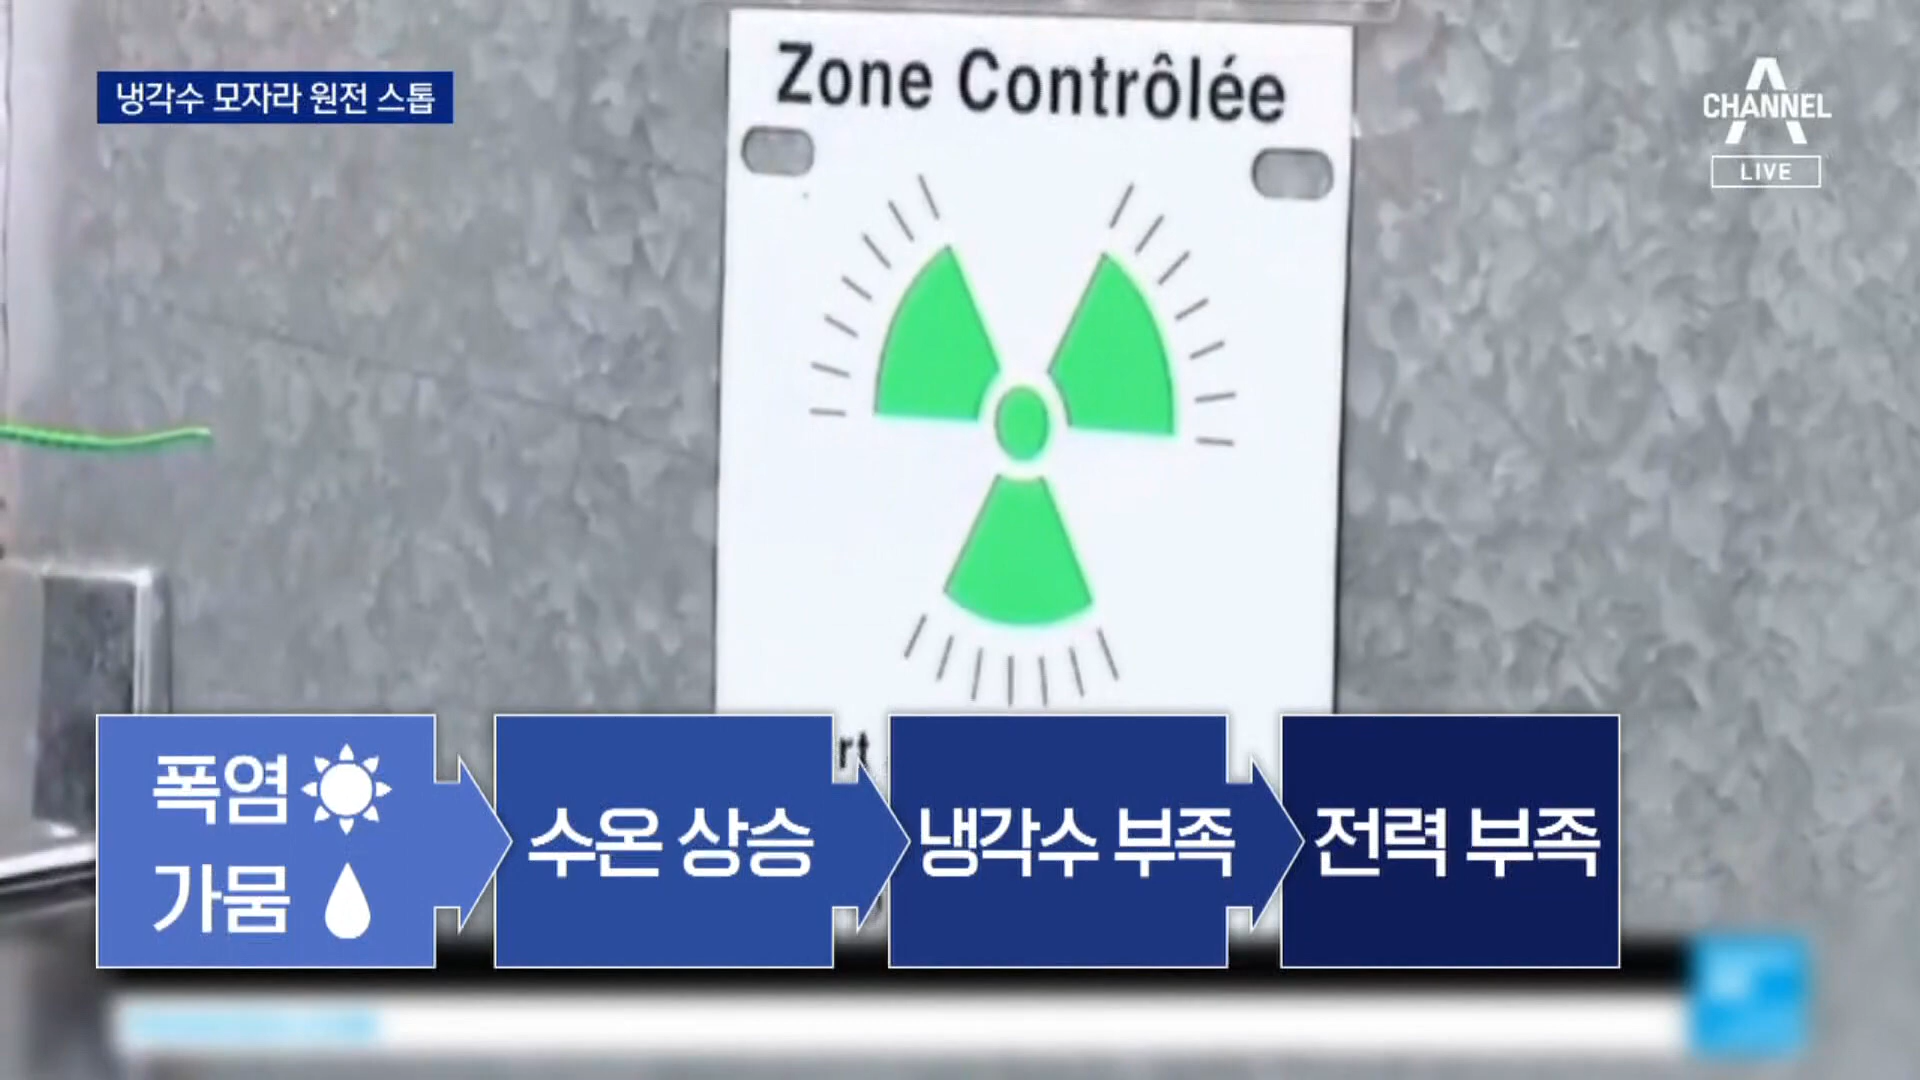 냉각수 모자라 원전 스톱
Zone Contrôlée
CHANNEL A
LIVE
폭염
가뭄
수온 상승
냉각수 부족
전력 부족